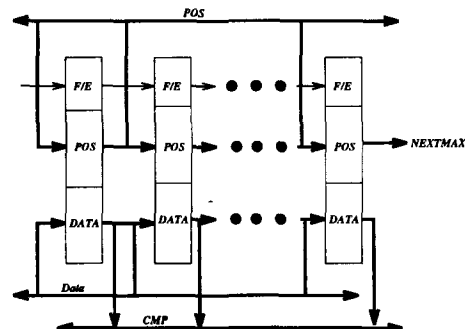 POS
F/E F/E F/E
POS POS POS NEXTMAX
DATA DATA DATA
Data
CMP